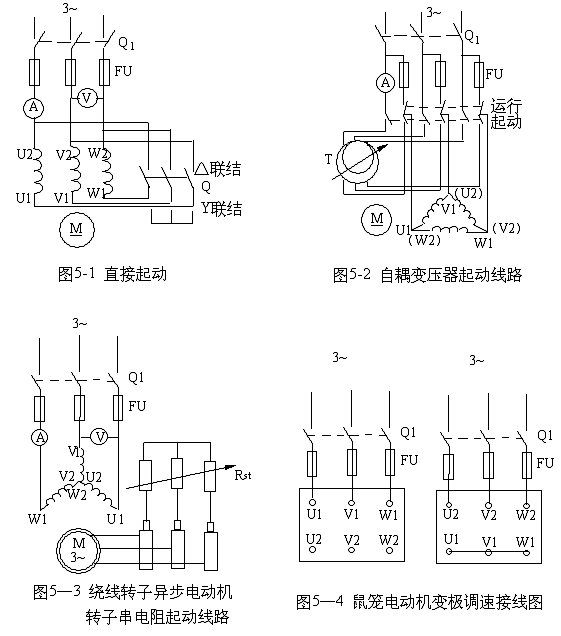 3~
Q1
FU
A
V
U2
V2
W2
U1
V1
W1
△联结
Q
Y联结
M
图5-1 直接起动
3~
Q1
FU
A
运行
起动
T
M
(U2)
V1
U1
(W2)
W1
(V2)
图5-2 自耦变压器起动线路
3~
Q1
FU
A
V
V1
V2
U2
W2
W1
U1
Rst
M
3~
图5—3 绕线转子异步电动机
转子串电阻起动线路
3~
Q1
FU
U1
V1
W1
U2
V2
W2
3~
Q1
FU
U2
V2
W2
U1
V1
W1
图5—4 鼠笼电动机变极调速接线图